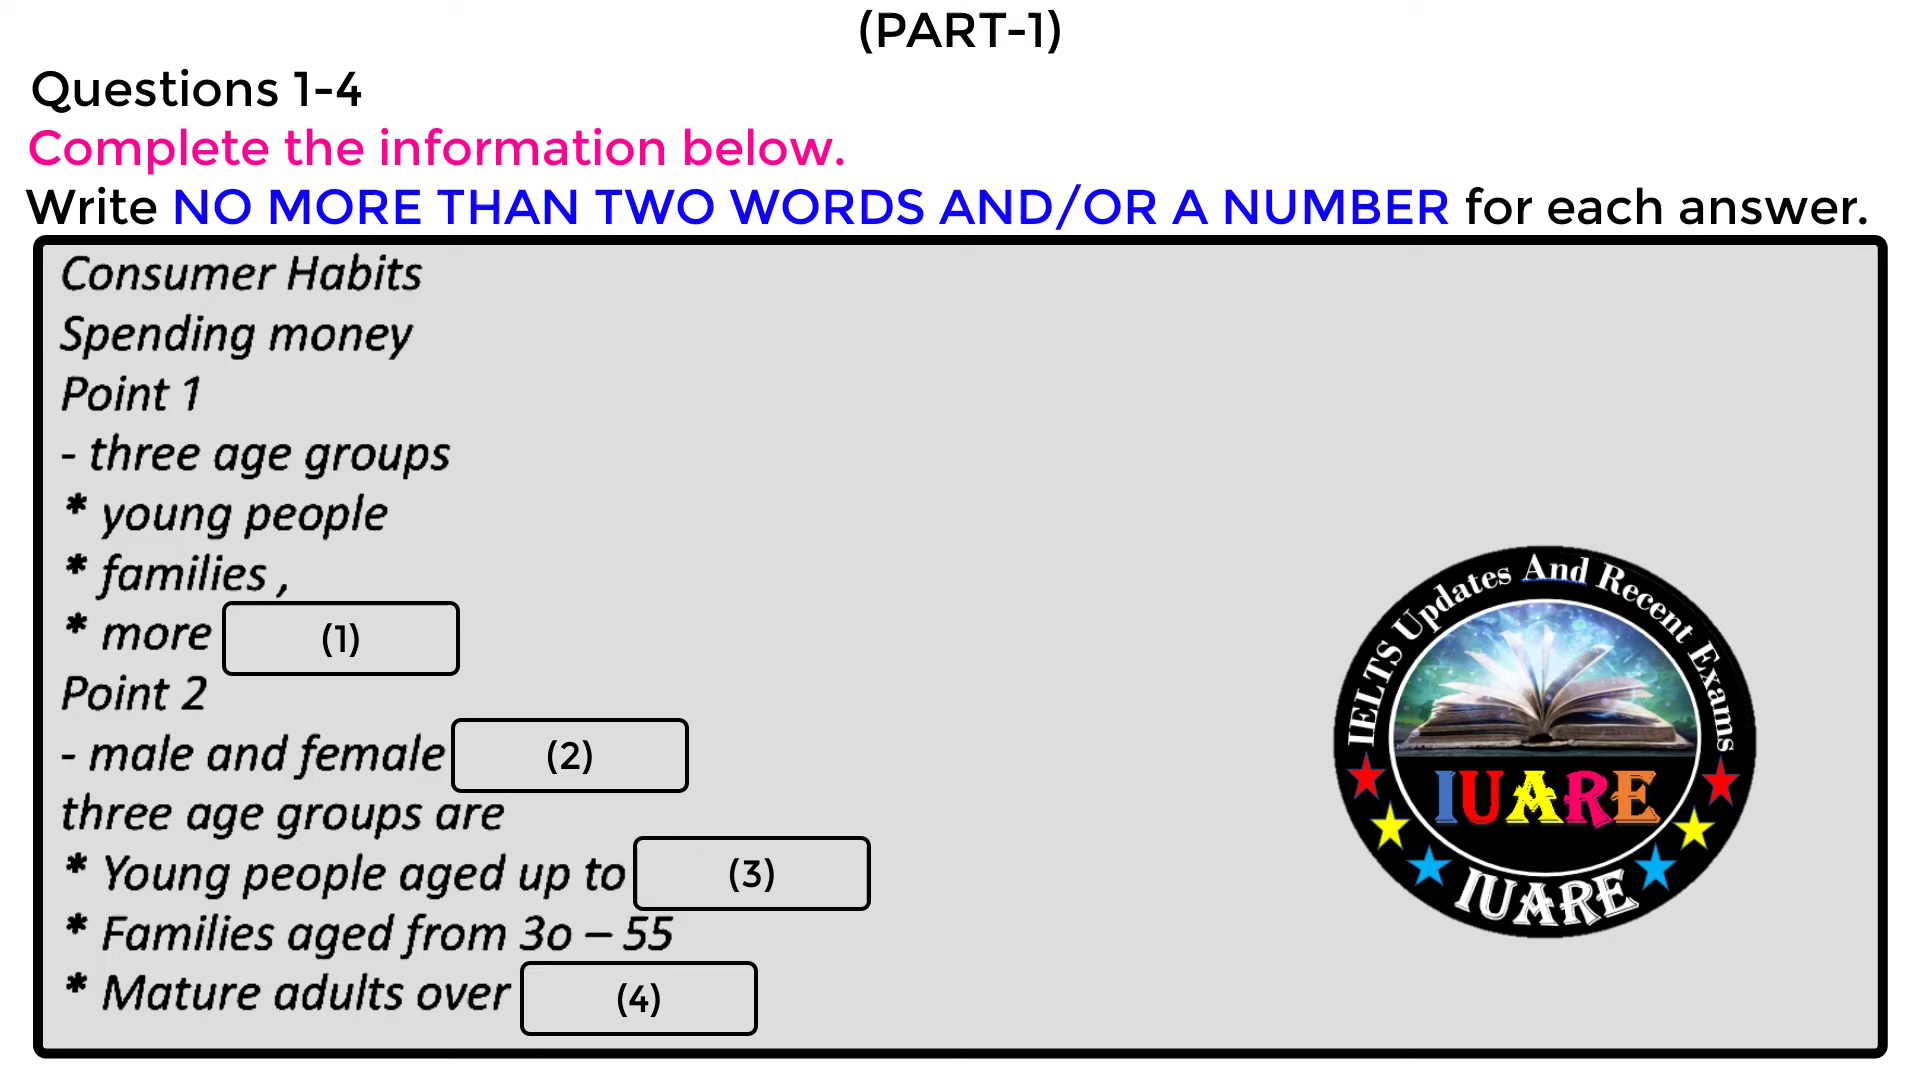 (PART-1)
Questions 1-4
Complete the information below.
Write NO MORE THAN TWO WORDS AND/OR A NUMBER for each answer.
Consumer Habits
Spending money
Point 1
- three age groups
* young people
* families ,
* more (1)
Point 2
- male and female (2)
three age groups are
* Young people aged up to (3)
* Families aged from 3o – 55
* Mature adults over (4)
IELTS Updates And Recent Exams
IUARE
IUARE